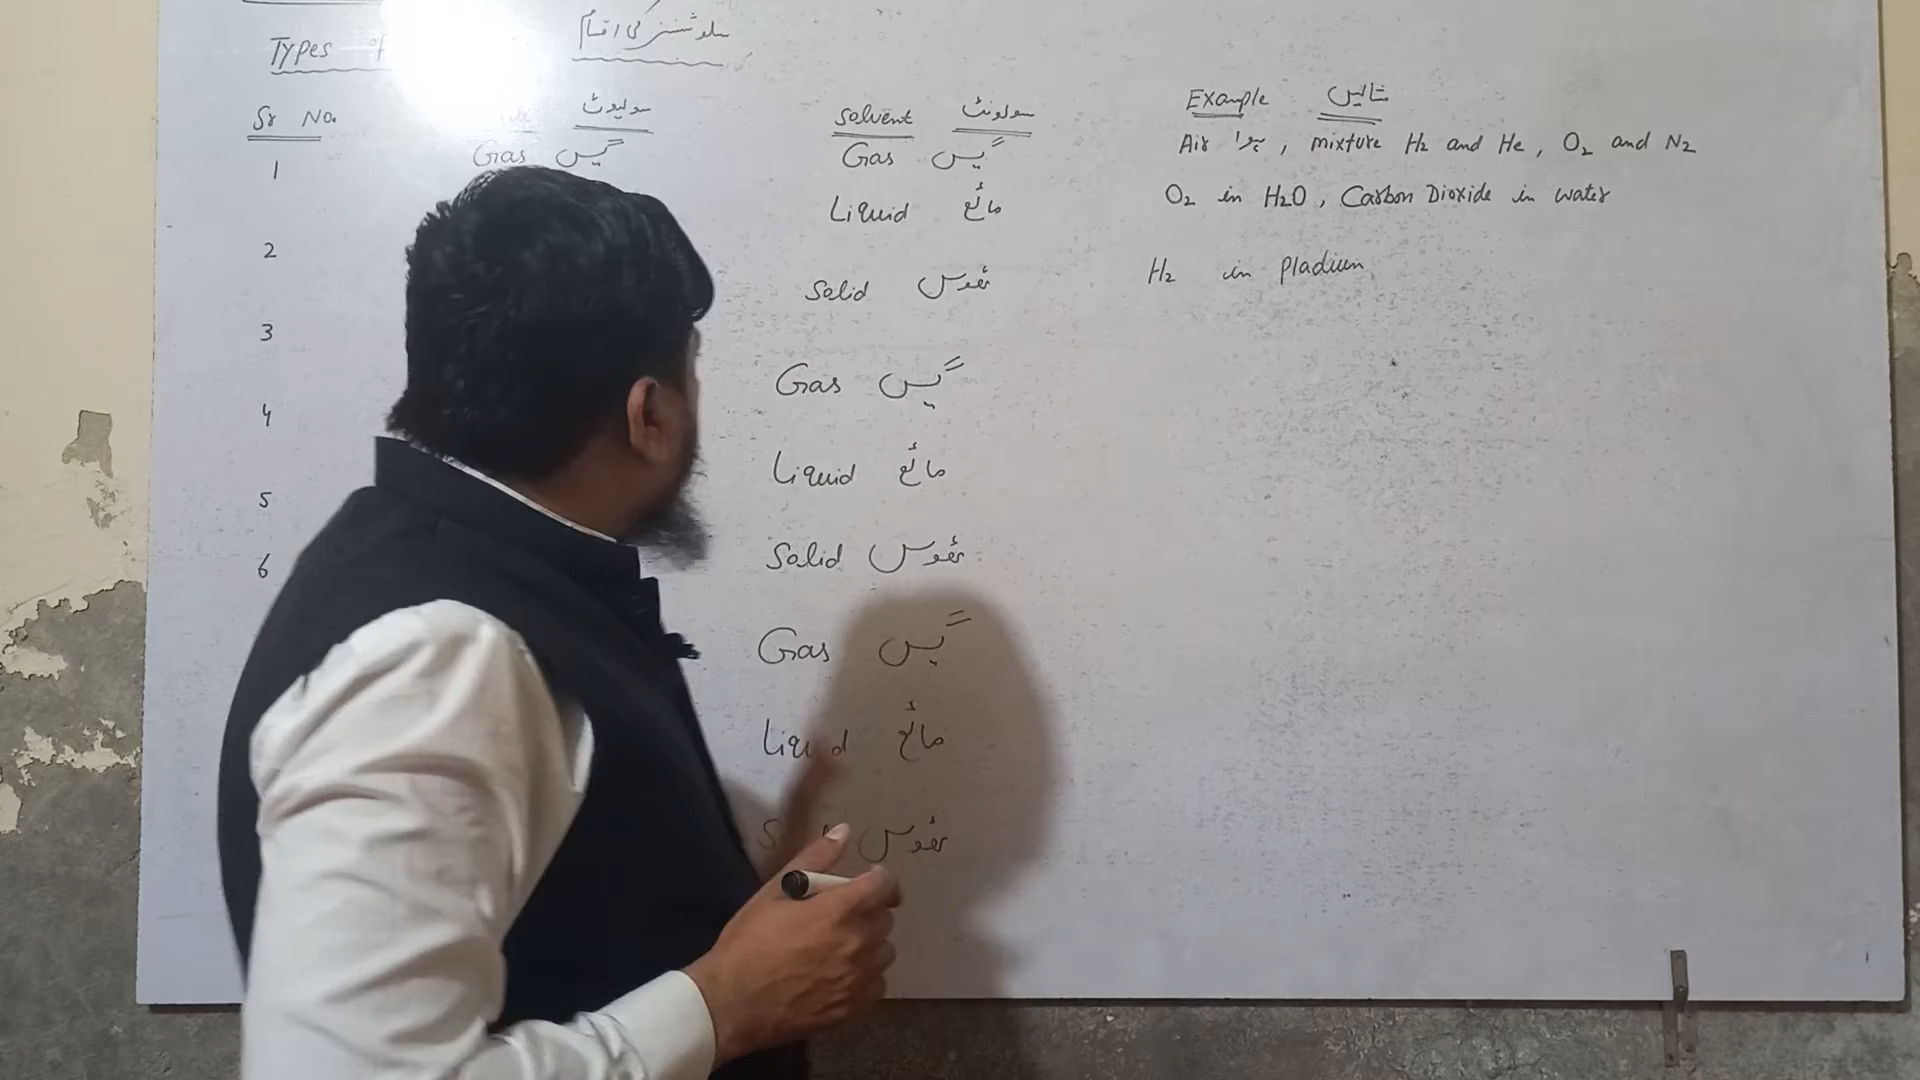 Types of سلوشنز کی اقسام
Sr No. سولیوٹ Solvent سولونٹ Example مثالیں
1 Gas گیس Gas گیس Air ہوا , mixture H2 and He , O2 and N2
Liquid مائع O2 in H2O , Carbon Dioxide in water
2
Solid ٹھوس H2 in pladium
3
Gas گیس
4
Liquid مائع
5
Solid ٹھوس
6
Gas گیس
Liquid مائع
ٹھوس